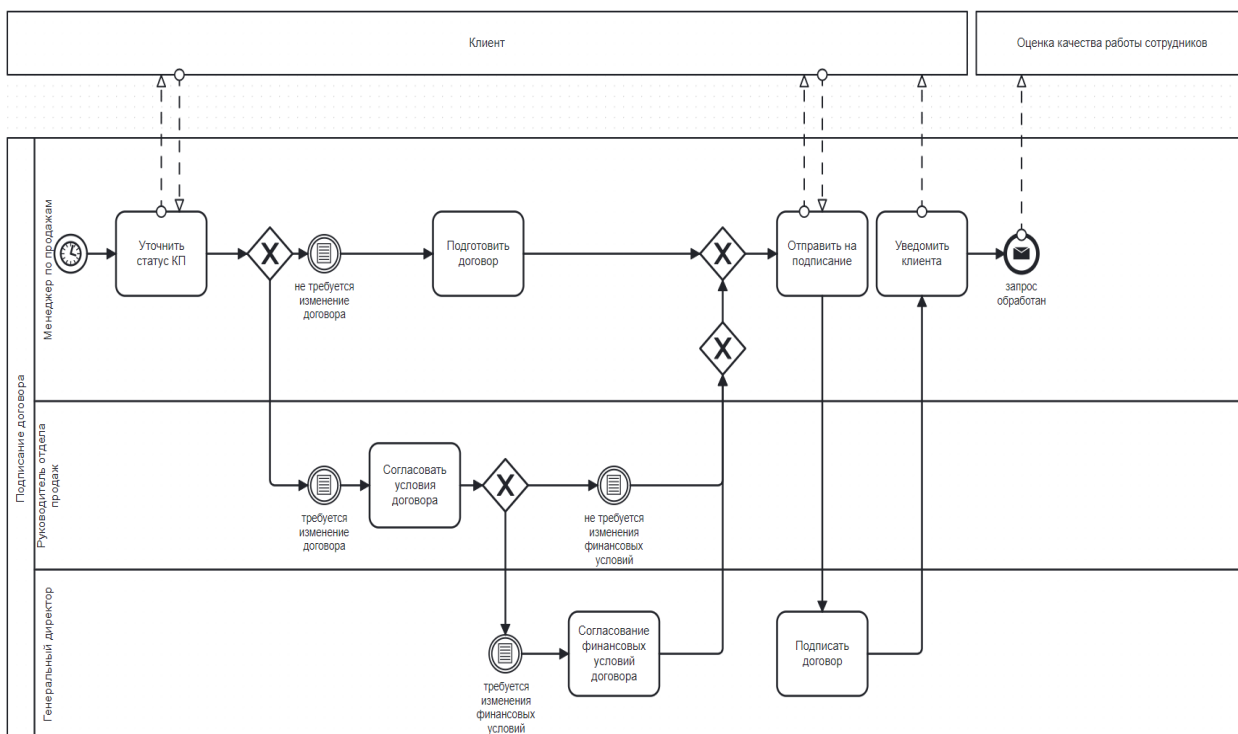 Клиент
Оценка качества работы сотрудников
Подписание договора
Менеджер по продажам
Уточнить
статус КП
X
не требуется
изменение
договора
Подготовить
договор
X
X
Отправить на
подписание
Уведомить
клиента
запрос
обработан
Руководитель отдела
продаж
требуется
изменение
договора
Согласовать
условия
договора
X
не требуется
изменения
финансовых
условий
Генеральный директор
требуется
изменения
финансовых
условий
Согласование
финансовых
условий
договора
Подписать
договор